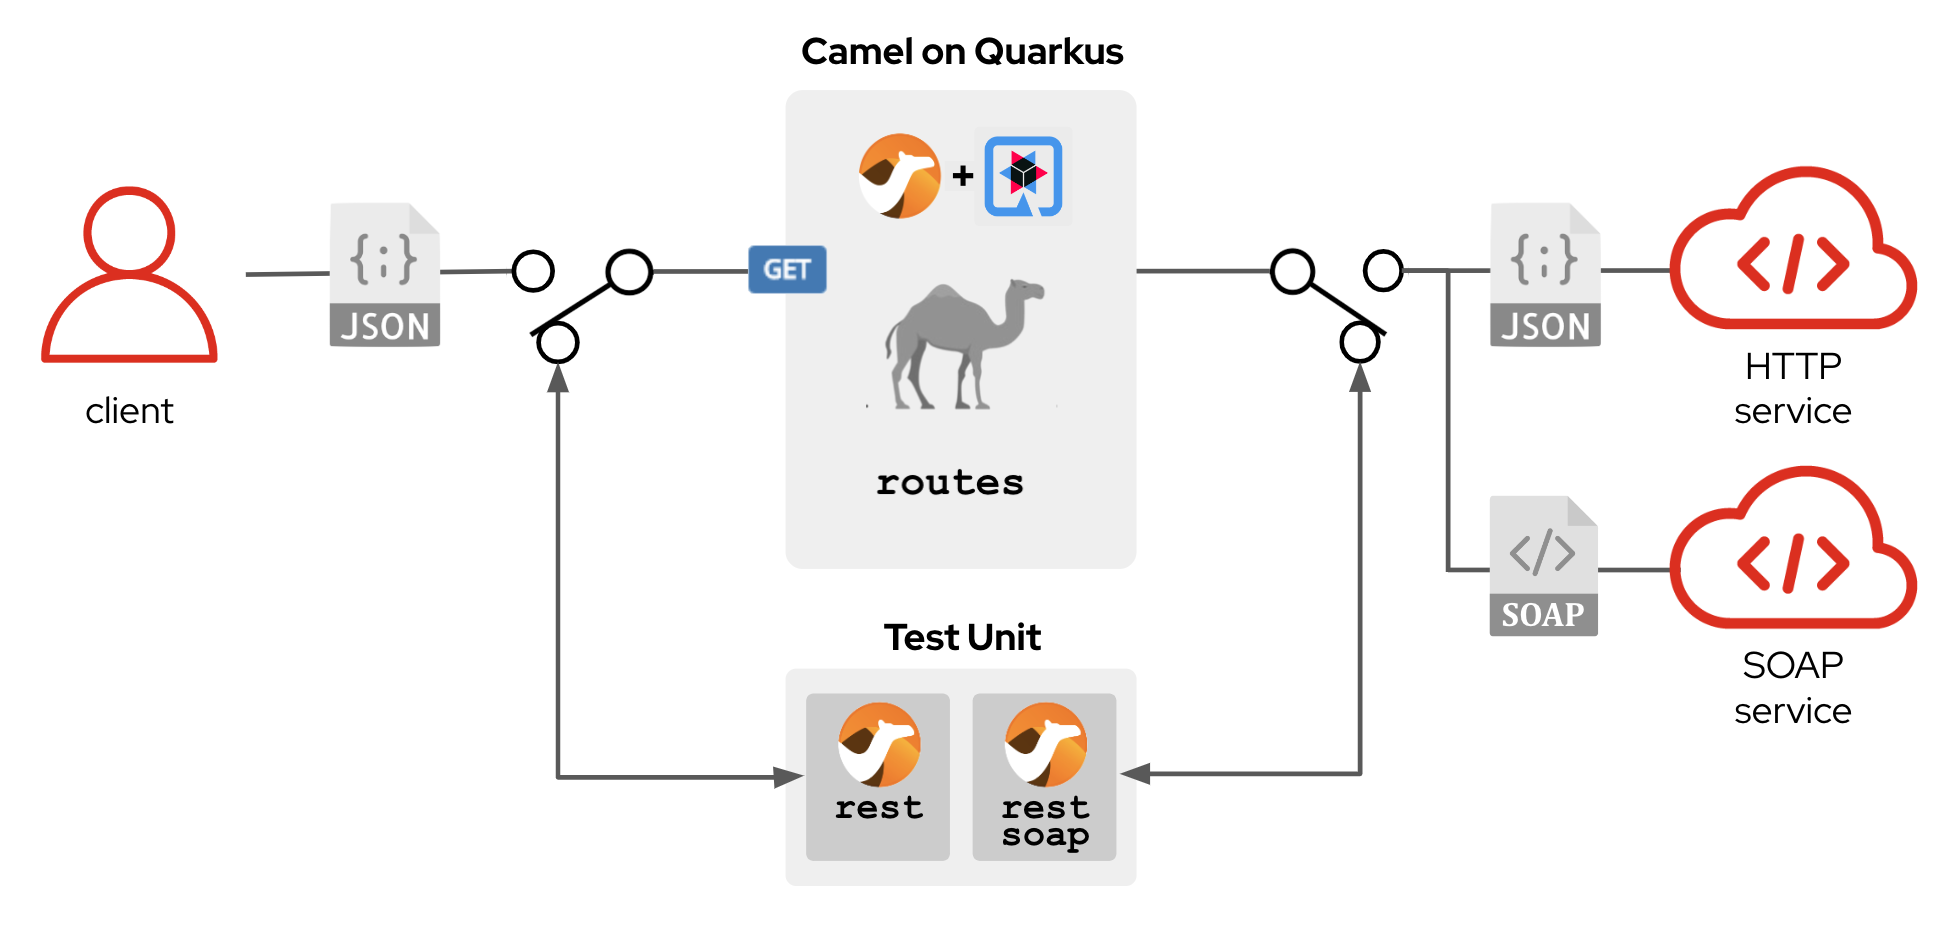 Camel on Quarkus
+
{;}
JSON
client
GET
routes
{;}
JSON
</>
HTTP
service
</>
SOAP
</>
SOAP
service
Test Unit
rest
rest
soap